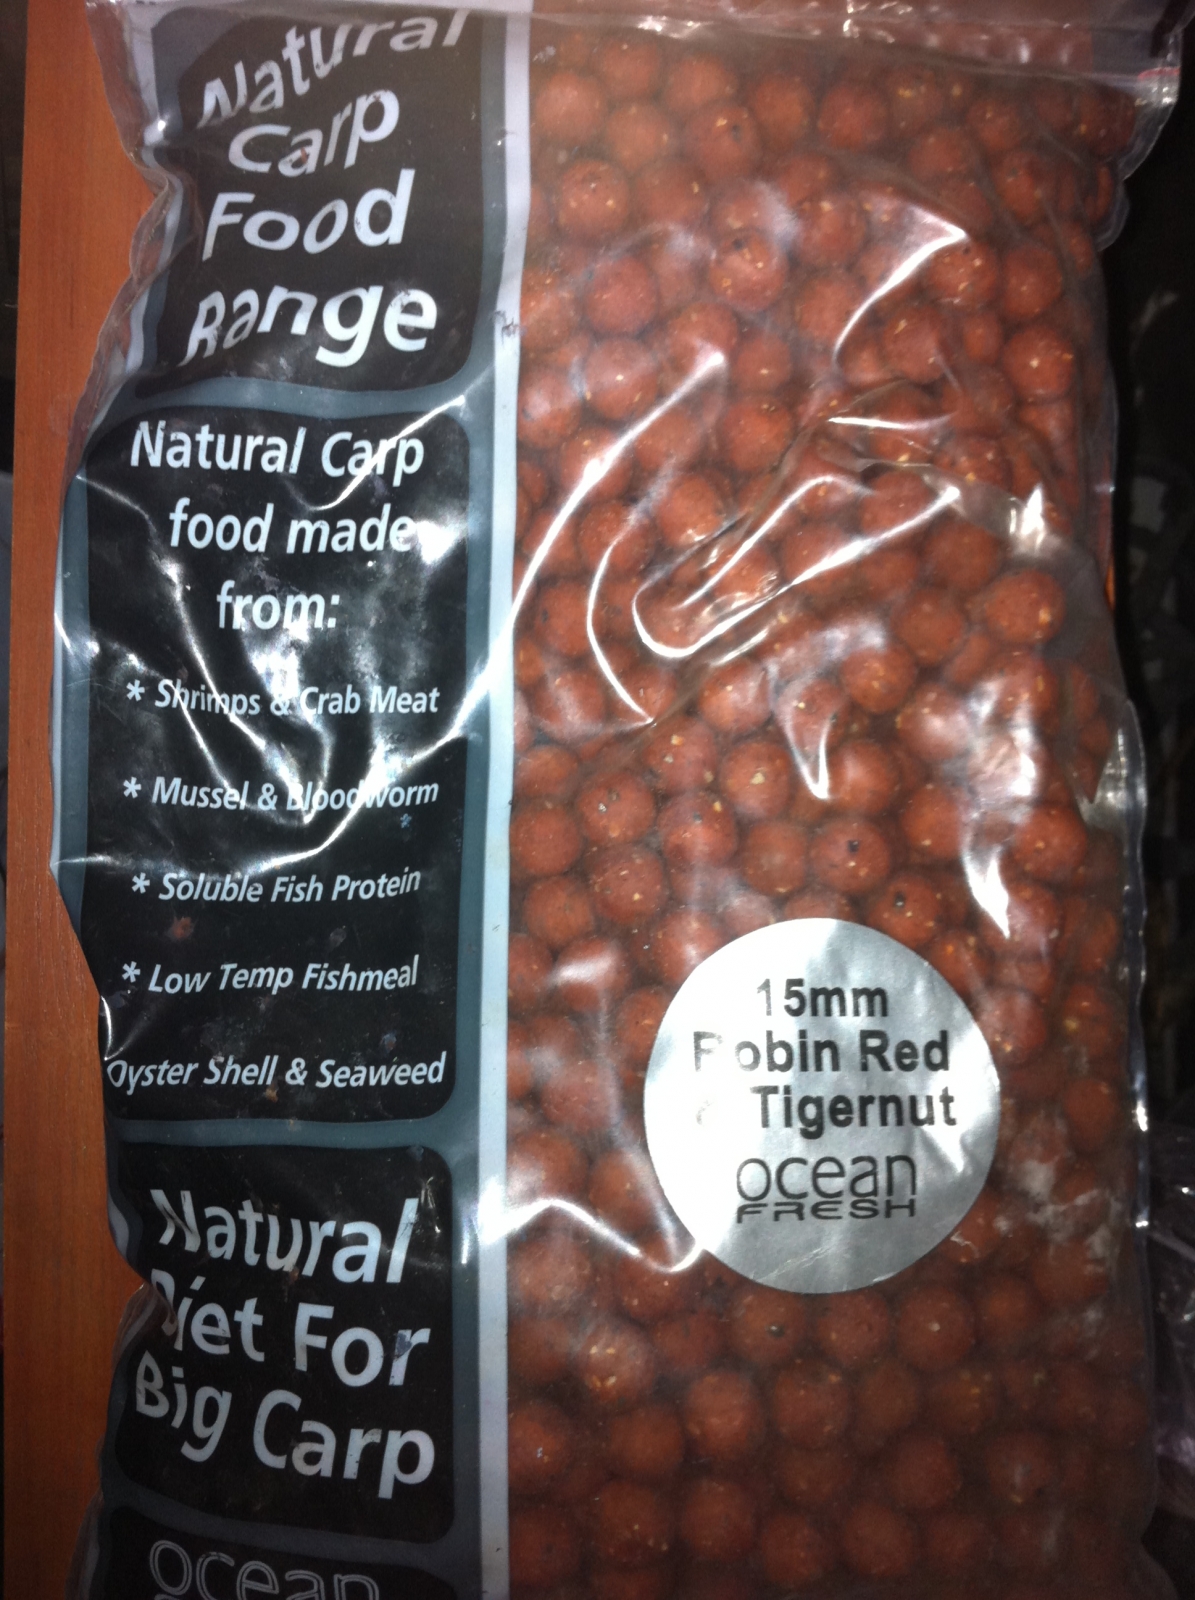 Natural
Carp
Food
Range
Natural Carp
food made
from:
* Shrimps & Crab Meat
* Mussel & Bloodworm
*
* Soluble Fish Protein
* Low Temp Fishmeal
Oyster Shell & Seaweed
Natural
Diet For
Big Carp
ocean
15mm
Robin Red
& Tigernut
ocean
FRESH